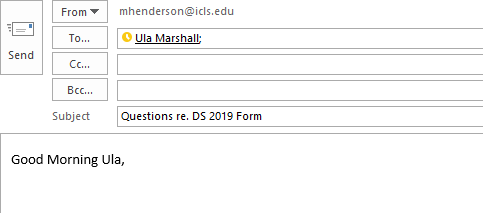 From mhenderson@icls.edu
Send To... Ula Marshall;
Cc...
Bcc...
Subject Questions re. DS 2019 Form
Good Morning Ula,